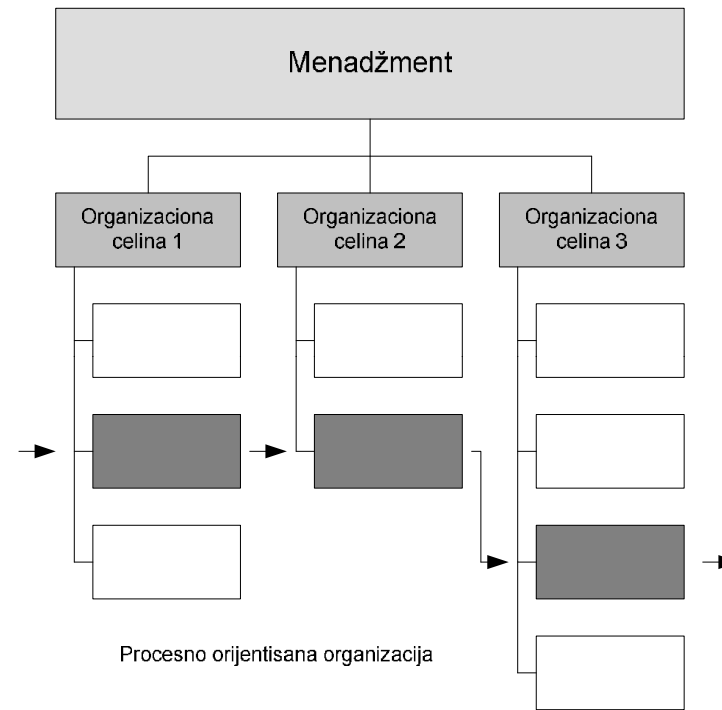 Menadžment
Organizaciona
celina 1
Organizaciona
celina 2
Organizaciona
celina 3
Procesno orijentisana organizacija